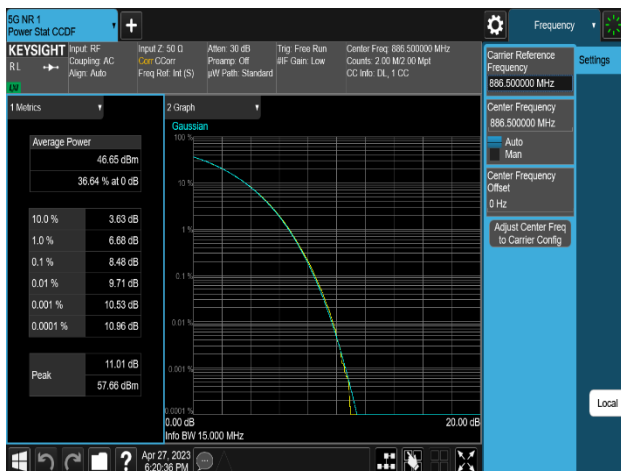 5G NR 1
Power Stat CCDF
Frequency
KEYSIGHT
Input: RF
Input Z: 50 Ω
Atten: 30 dB
Trig: Free Run
Center Freq: 886.500000 MHz
RL
Coupling: AC
Corr CCorr
Preamp: Off
#IF Gain: Low
Counts: 2.00 M/2.00 Mpt
Align: Auto
Freq Ref: Int (S)
µW Path: Standard
CC Info: DL, 1 CC
Carrier Reference
Frequency
886.500000 MHz
Settings
1 Metrics
2 Graph
Center Frequency
886.500000 MHz
Auto
Man
Center Frequency
Offset
0 Hz
Adjust Center Freq
to Carrier Config
Local
Average Power
46.65 dBm
36.64 % at 0 dB
10.0 % 3.63 dB
1.0 % 6.68 dB
0.1 % 8.48 dB
0.01 % 9.71 dB
0.001 % 10.53 dB
0.0001 % 10.96 dB
Peak
11.01 dB
57.66 dBm
Gaussian
100 %
10 %
1 %
0.1 %
0.01 %
0.001 %
0.0001 %
0.00 dB
20.00 dB
Info BW 15.000 MHz
?
Apr 27, 2023
6:20:36 PM